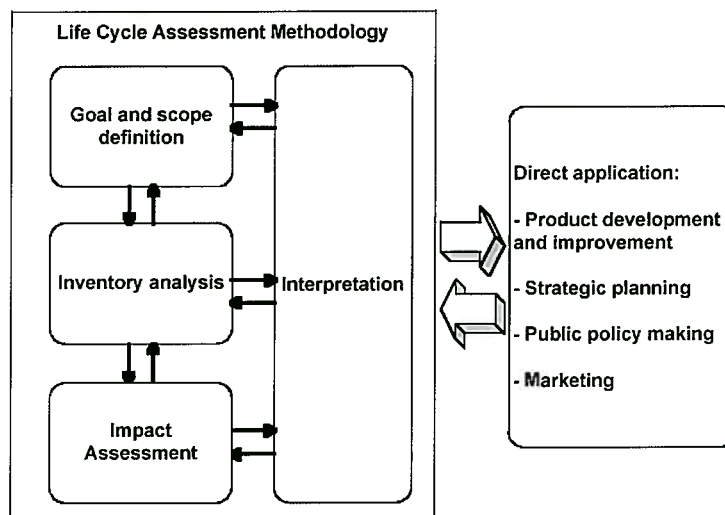 Life Cycle Assessment Methodology
Goal and scope
definition
Inventory analysis
Impact
Assessment
Interpretation
Direct application:
- Product development
and improvement
- Strategic planning
- Public policy making
- Marketing